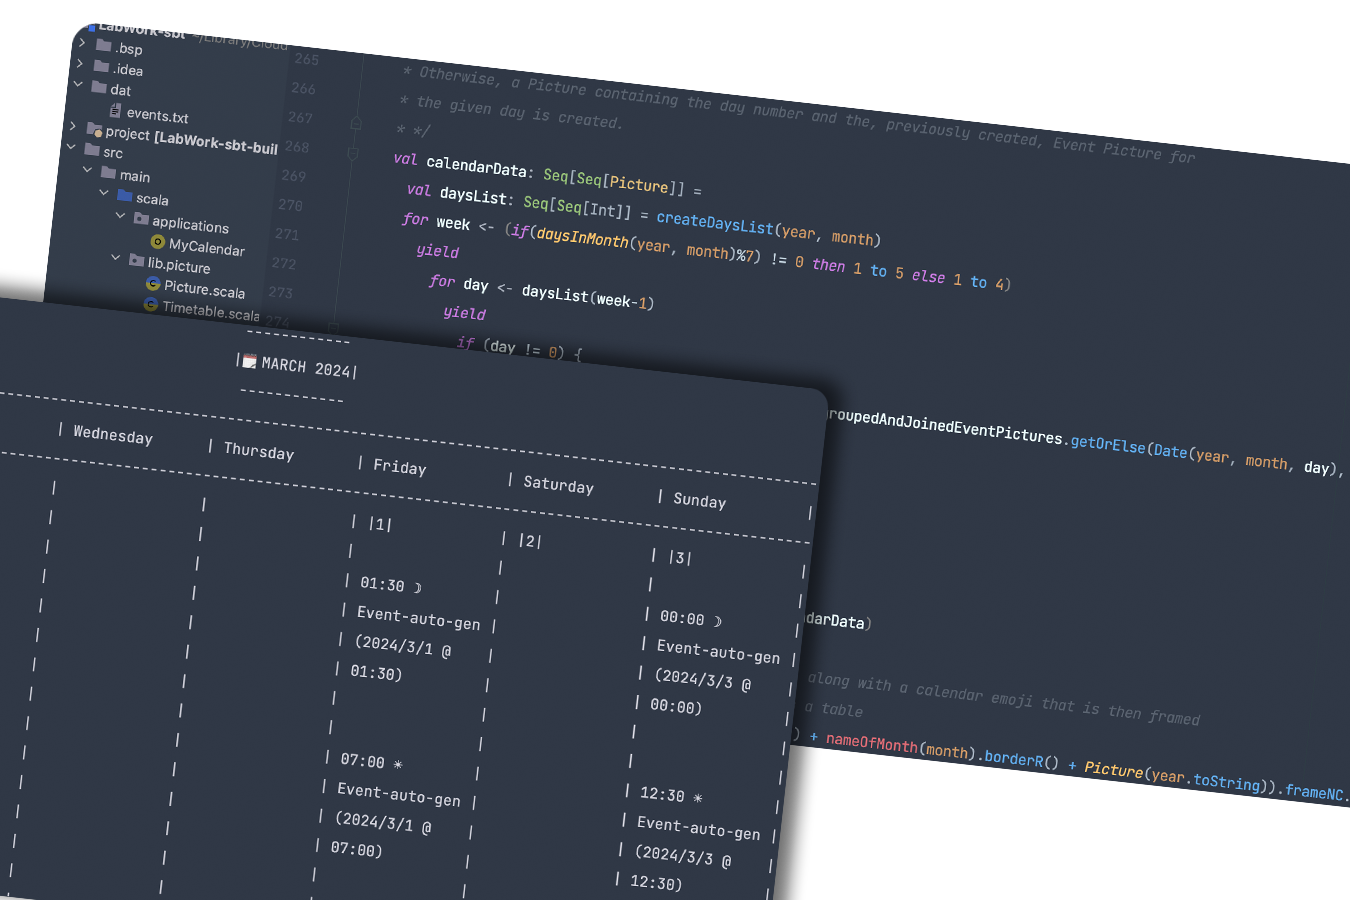 LabWork-sbt ~/Library/Cloud
.bsp
.idea
dat
events.txt
project [LabWork-sbt-buil
src
main
scala
applications
MyCalendar
lib.picture
Picture.scala
Timetable.scala
265
266 * Otherwise, a Picture containing the day number and the, previously created, Event Picture for
267 * the given day is created.
268 * */
269 val calendarData: Seq[Seq[Picture]] =
270 val daysList: Seq[Seq[Int]] = createDaysList(year, month)
271 for week <- (if(daysInMonth(year, month)%7) != 0 then 1 to 5 else 1 to 4)
272 yield
273 for day <- daysList(week-1)
274 yield
if (day != 0) {
roupedAndJoinedEventPictures.getOrElse(Date(year, month, day),
darData)
along with a calendar emoji that is then framed
a table
) + nameOfMonth(month).borderR() + Picture(year.toString)).frameNC.
------------
|🗓️ MARCH 2024|
------------
| Wednesday | Thursday | Friday | Saturday | Sunday |
| | | |1| | |2| | |3| |
| | | 01:30 ☽ | | 00:00 ☽ |
| | | Event-auto-gen | | Event-auto-gen |
| | | (2024/3/1 @ | | (2024/3/3 @ |
| | | 01:30) | | 00:00) |
| | | 07:00 ☀ | | 12:30 ☀ |
| | | Event-auto-gen | | Event-auto-gen |
| | | (2024/3/1 @ | | (2024/3/3 @ |
| | | 07:00) | | 12:30) |